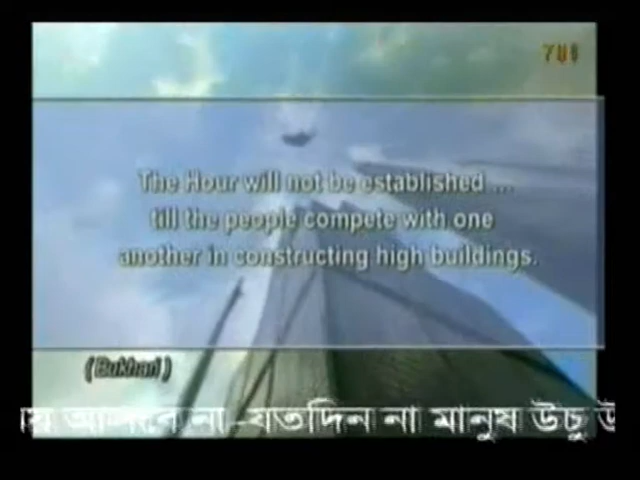 The Hour will not be established ...
till the people compete with one
another in constructing high buildings.
(Bukhari)
আসবে না-যতদিন না মানুষ উচু